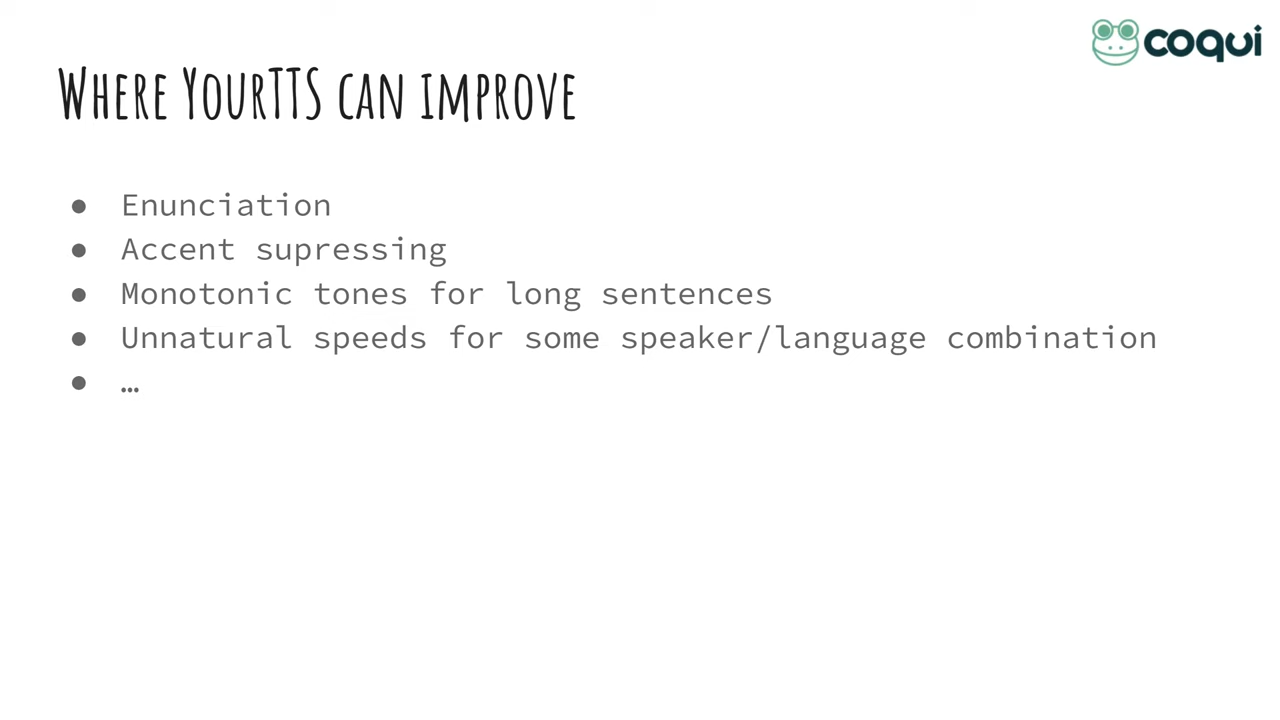 coqui
Where YourTTS can improve
● Enunciation
● Accent supressing
● Monotonic tones for long sentences
● Unnatural speeds for some speaker/language combination
● …